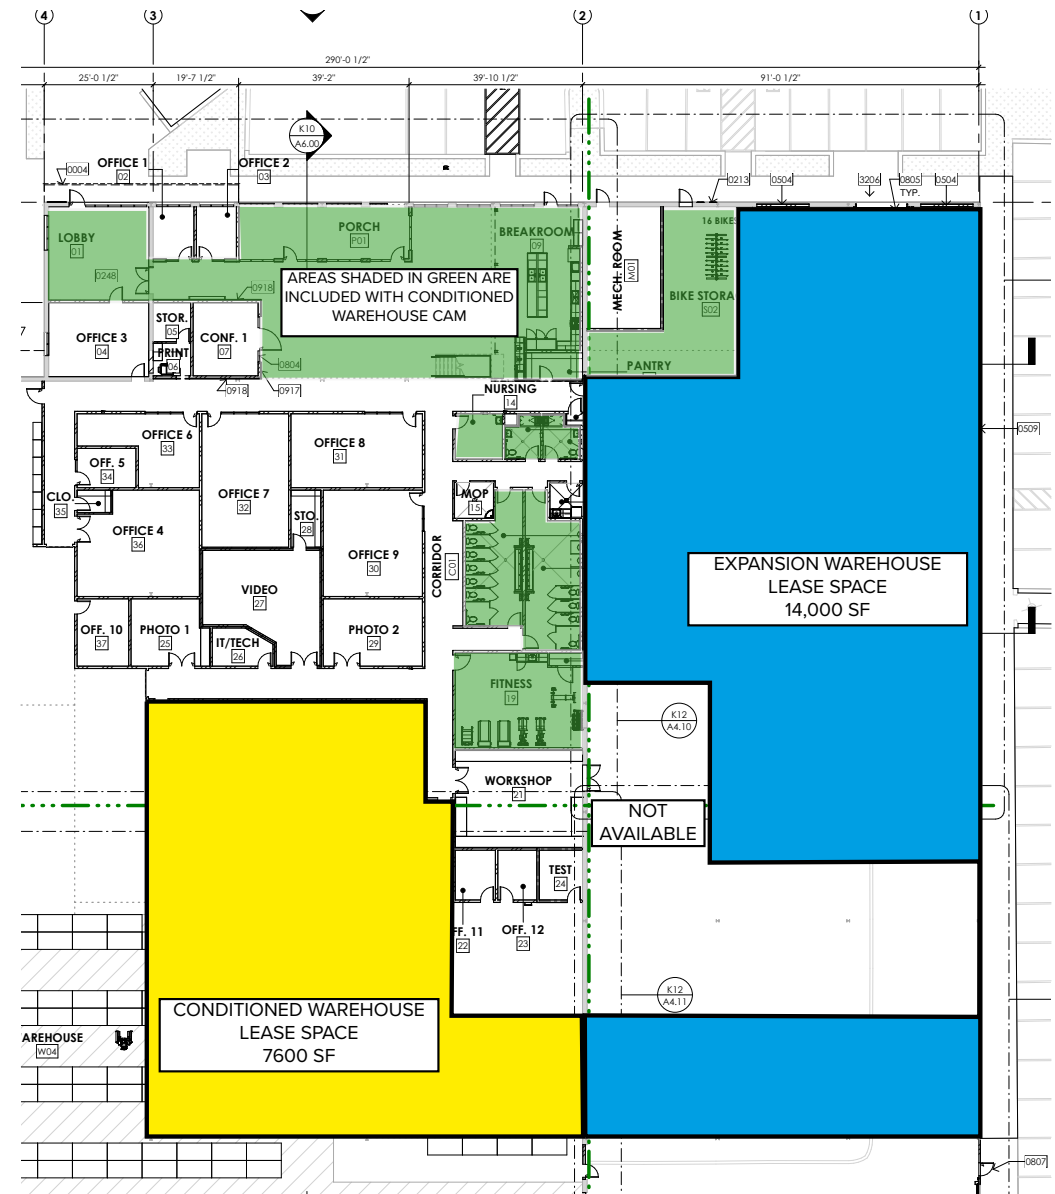 4
3
2
1
290'-0 1/2"
25'-0 1/2"
19'-7 1/2"
39'-2"
39'-10 1/2"
91'-0 1/2"
K10
A6.00
OFFICE 1
02
OFFICE 2
03
0004
0213
0504
3206
0805
TYP.
0504
LOBBY
01
PORCH
P01
BREAKROOM
09
MECH. ROOM
M01
16 BIKES
BIKE STORA
S02
0248
0918
AREAS SHADED IN GREEN ARE
INCLUDED WITH CONDITIONED
WAREHOUSE CAM
OFFICE 3
04
STOR.
05
PRINT
06
CONF. 1
07
0804
0918
0917
PANTRY
7
NURSING
14
0509
OFFICE 6
33
OFF. 5
34
OFFICE 7
32
OFFICE 8
31
CLO.
35
OFFICE 4
36
STO.
28
OFFICE 9
30
MOP
15
CORRIDOR
C01
VIDEO
27
OFF. 10
37
PHOTO 1
25
IT/TECH
26
PHOTO 2
29
EXPANSION WAREHOUSE
LEASE SPACE
14,000 SF
FITNESS
19
K12
A4.10
WORKSHOP
21
NOT
AVAILABLE
TEST
24
FF. 11
22
OFF. 12
23
K12
A4.11
CONDITIONED WAREHOUSE
LEASE SPACE
7600 SF
AREHOUSE
W04
0807